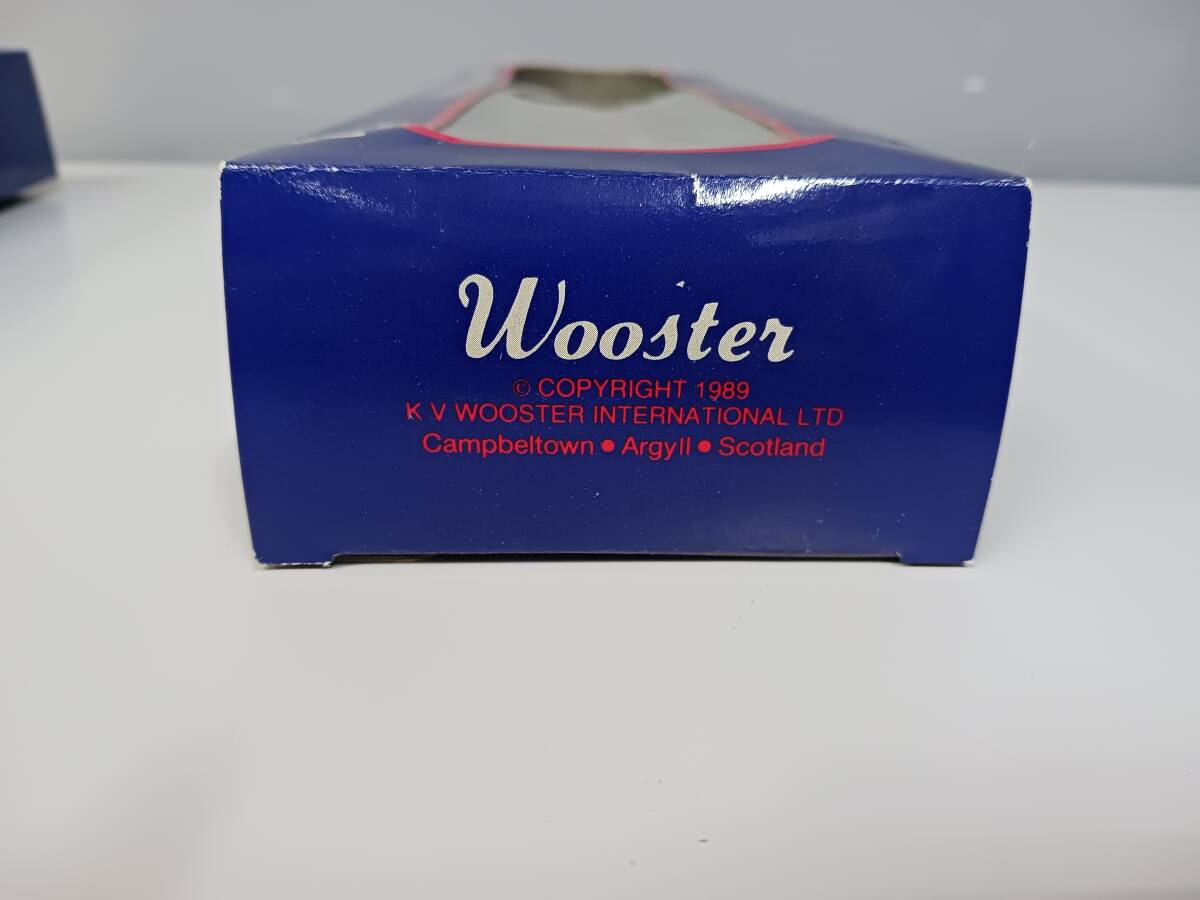 Wooster
© COPYRIGHT 1989
K V WOOSTER INTERNATIONAL LTD
Campbeltown • Argyll • Scotland